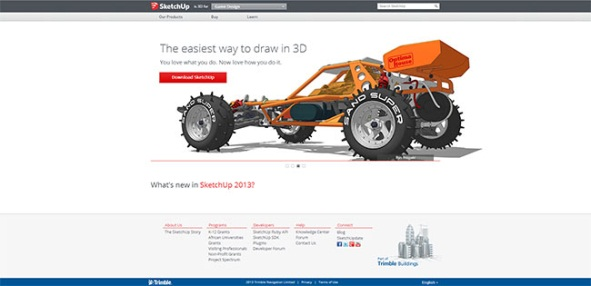 SketchUp is 3D for Game Design Search SketchUp
Our Products Buy Learn
The easiest way to draw in 3D
You love what you do. Now love how you do it.
Download SketchUp
SAND SUPER
SAND SUPER
What's new in SketchUp 2013?
About Us Programs Developers Help Connect
The SketchUp Story K-12 Grants SketchUp Ruby API Knowledge Center Blog
African Universities Grants SketchUp SDK Forum SketchUpdate
Visiting Professionals Plugins Contact Us
Non-Profit Grants Developer Forum
Project Spectrum
Part of
Trimble Buildings
Trimble. 2013 Trimble Navigation Limited | Privacy | Terms of Use English